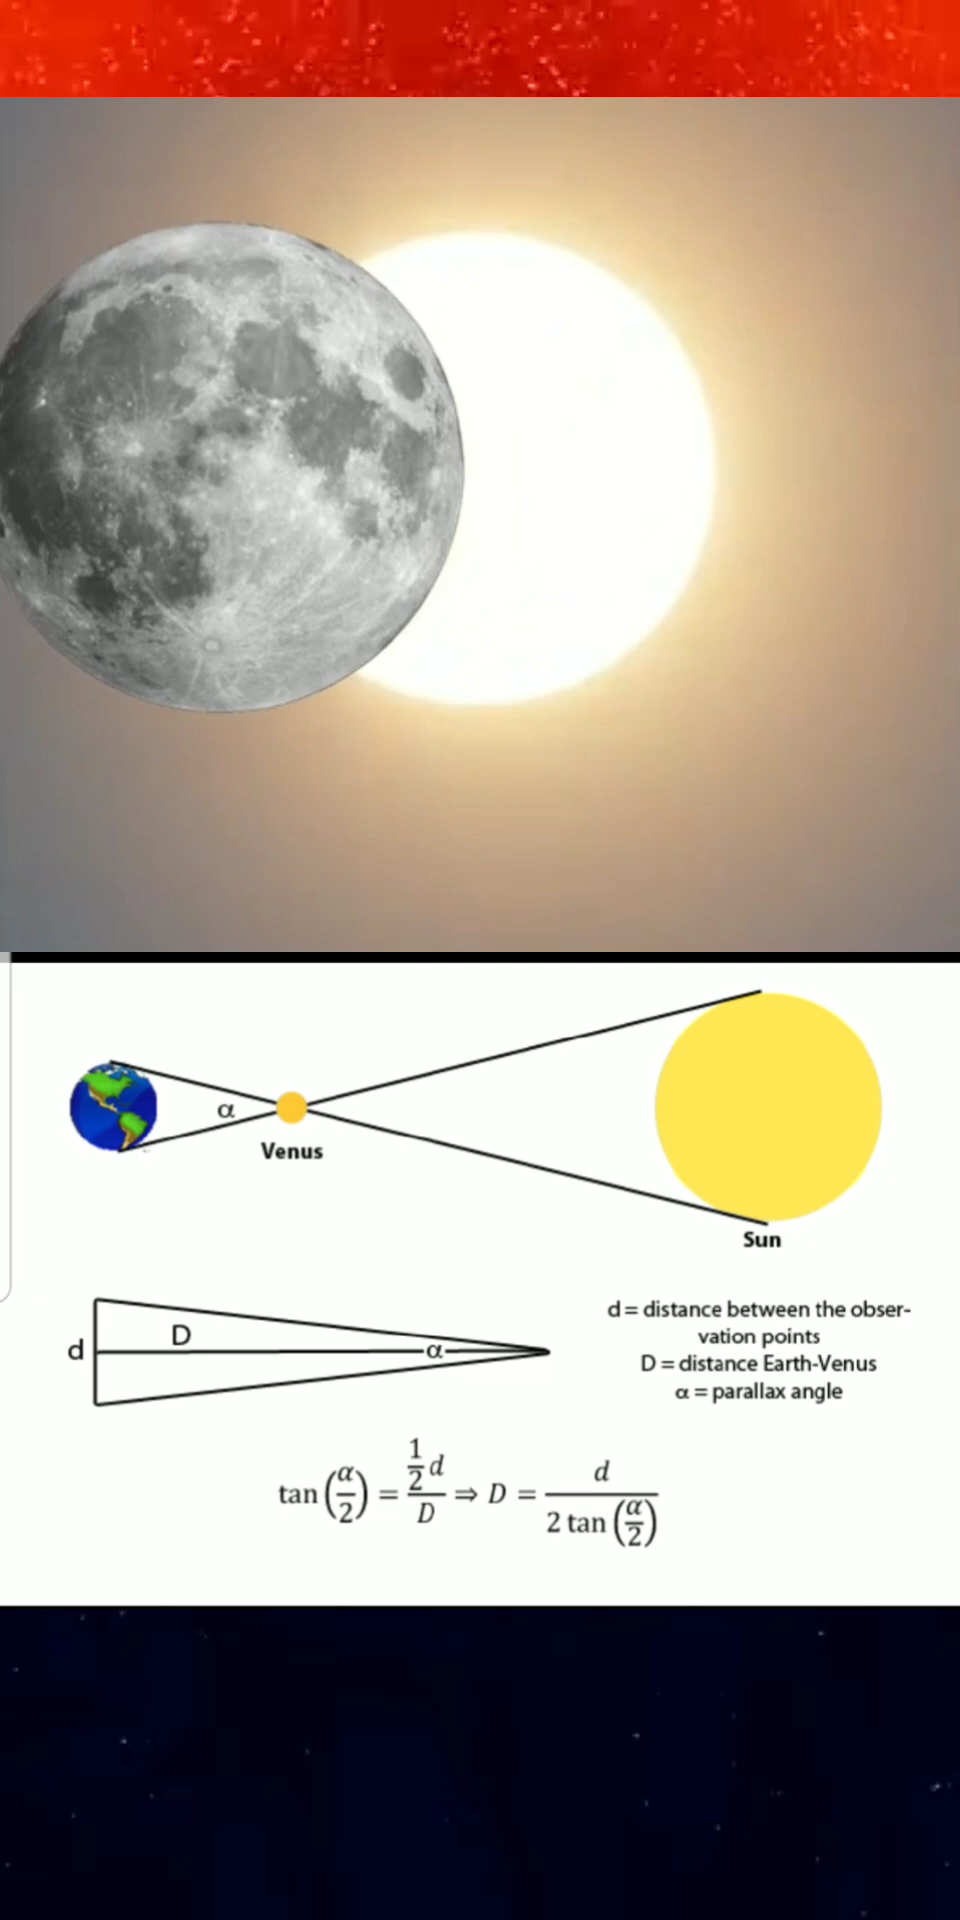 α
Venus
Sun
d
D
α
d = distance between the obser-
vation points
D = distance Earth-Venus
α = parallax angle
tan(α/2) = (1/2 d)/D ⇒ D = d/(2 tan(α/2))